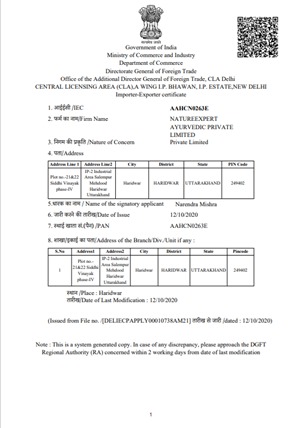 Government of India
Ministry of Commerce and Industry
Department of Commerce
Directorate General of Foreign Trade
Office of the Additional Director General of Foreign Trade, CLA Delhi
CENTRAL LICENSING AREA (CLA),A WING I.P. BHAWAN, I.P. ESTATE,NEW DELHI
Importer-Exporter certificate
1. आईईसी/IEC AAHCN0263E
2. फर्म का नाम/Firm Name NATUREEXPERT
AYURVEDIC PRIVATE
LIMITED
3. निगम की प्रकृति/Nature of Concern Private Limited
4. पता/Address
Address Line 1 Address Line2 City District State PIN Code
Plot no.-21&22 Siddhi Vinayak phase-IV IP-2 Industrial Area Salempur Mehdood Haridwar Uttarakhand Haridwar HARIDWAR UTTARAKHAND 249402
5.धारक का नाम / Name of the signatory applicant Narendra Mishra
6. जारी करने की तारीख/Date of Issue 12/10/2020
7. स्थाई खाता सं.(पैन)/PAN AAHCN0263E
8. शाखा/इकाई का पता/Address of the Branch/Div./Unit if any :
S.No Address1 Address2 City District State Pincode
1 Plot no.-21&22 Siddhi Vinayak phase-IV IP-2 Industrial Area Salempur Mehdood Haridwar Uttarakhand Haridwar HARIDWAR UTTARAKHAND 249402
स्थान /Place : Haridwar
तारीख/Date of Last Modification : 12/10/2020
(Issued from File no. /[DELIECPAPPLY00010738AM21] तारीख से जारी /dated : 12/10/2020)
Note : This is a system generated copy. In case of any discrepancy, please approach the DGFT
Regional Authority (RA) concerned within 2 working days from date of last modification
1